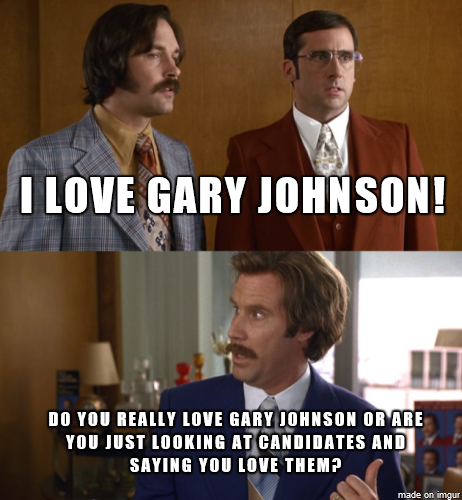 I LOVE GARY JOHNSON!
DO YOU REALLY LOVE GARY JOHNSON OR ARE
YOU JUST LOOKING AT CANDIDATES AND
SAYING YOU LOVE THEM?
made on imgur